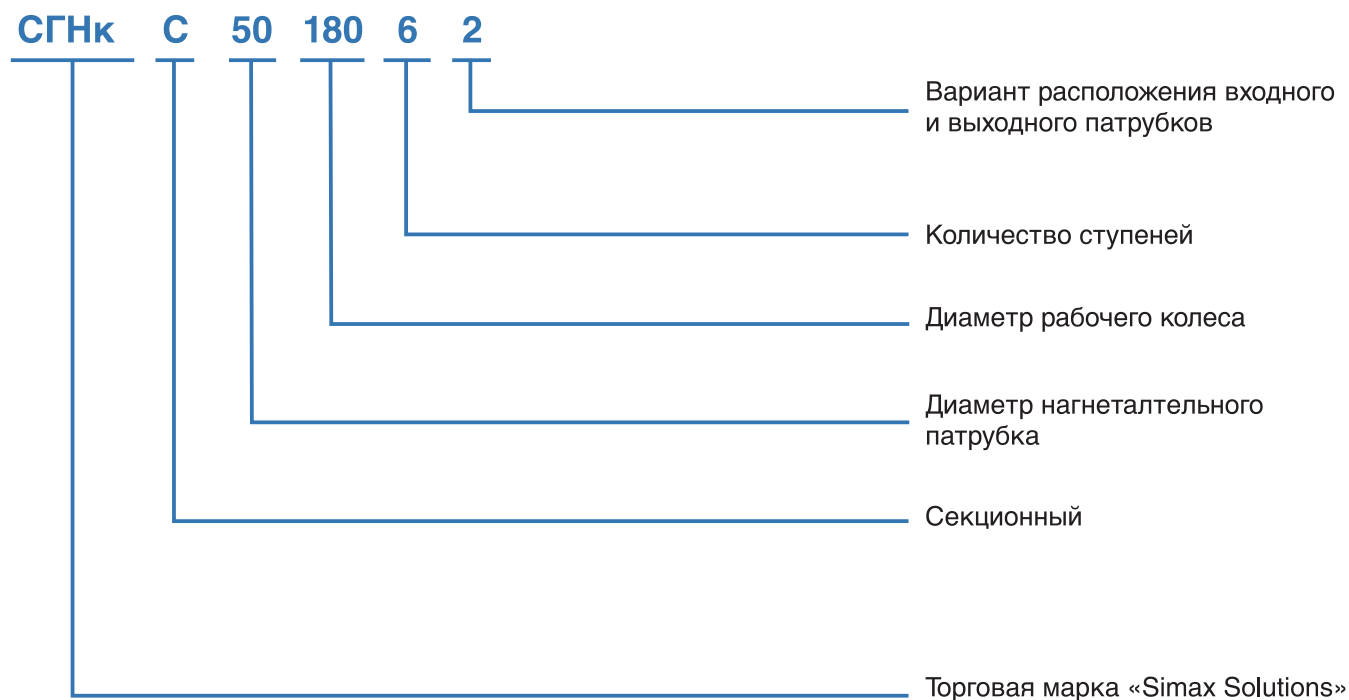 СГНк С 50 180 6 2
Вариант расположения входного
и выходного патрубков
Количество ступеней
Диаметр рабочего колеса
Диаметр нагнеталтельного
патрубка
Секционный
Торговая марка «Simax Solutions»